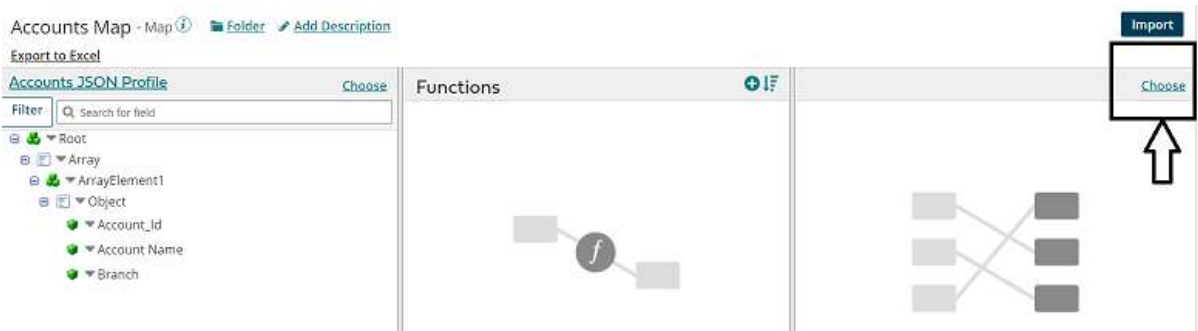 Accounts Map - Map i Folder Add Description
Import
Export to Excel
Accounts JSON Profile Choose
Functions
Choose
Filter Search for field
Root
Array
ArrayElement1
Object
Account_Id
Account Name
Branch
f